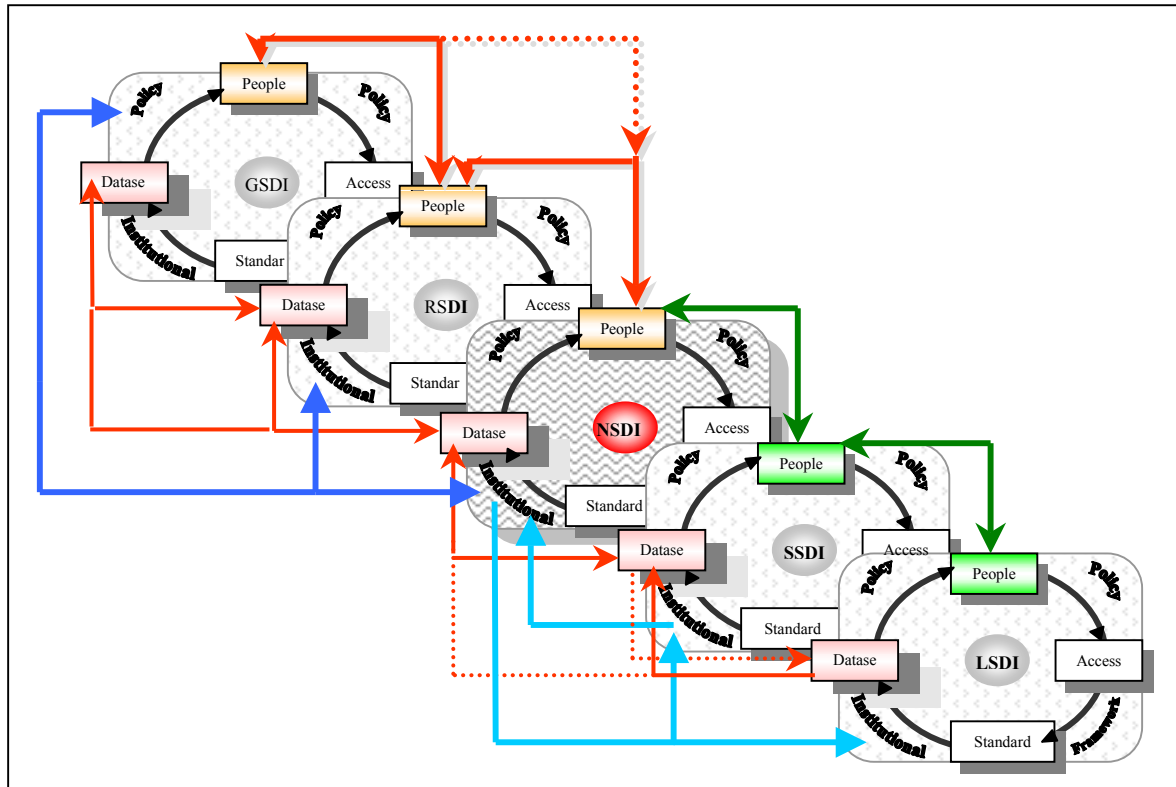 People
Policy
Policy
Datase
GSDI
Access
Institutional
Standar
People
Policy
Policy
Datase
RSDI
Access
Institutional
Standar
People
Policy
Policy
Datase
NSDI
Access
Institutional
Standard
People
Policy
Policy
Datase
SSDI
Access
Institutional
Standard
People
Policy
Policy
Datase
LSDI
Access
Institutional
Standard
Framework